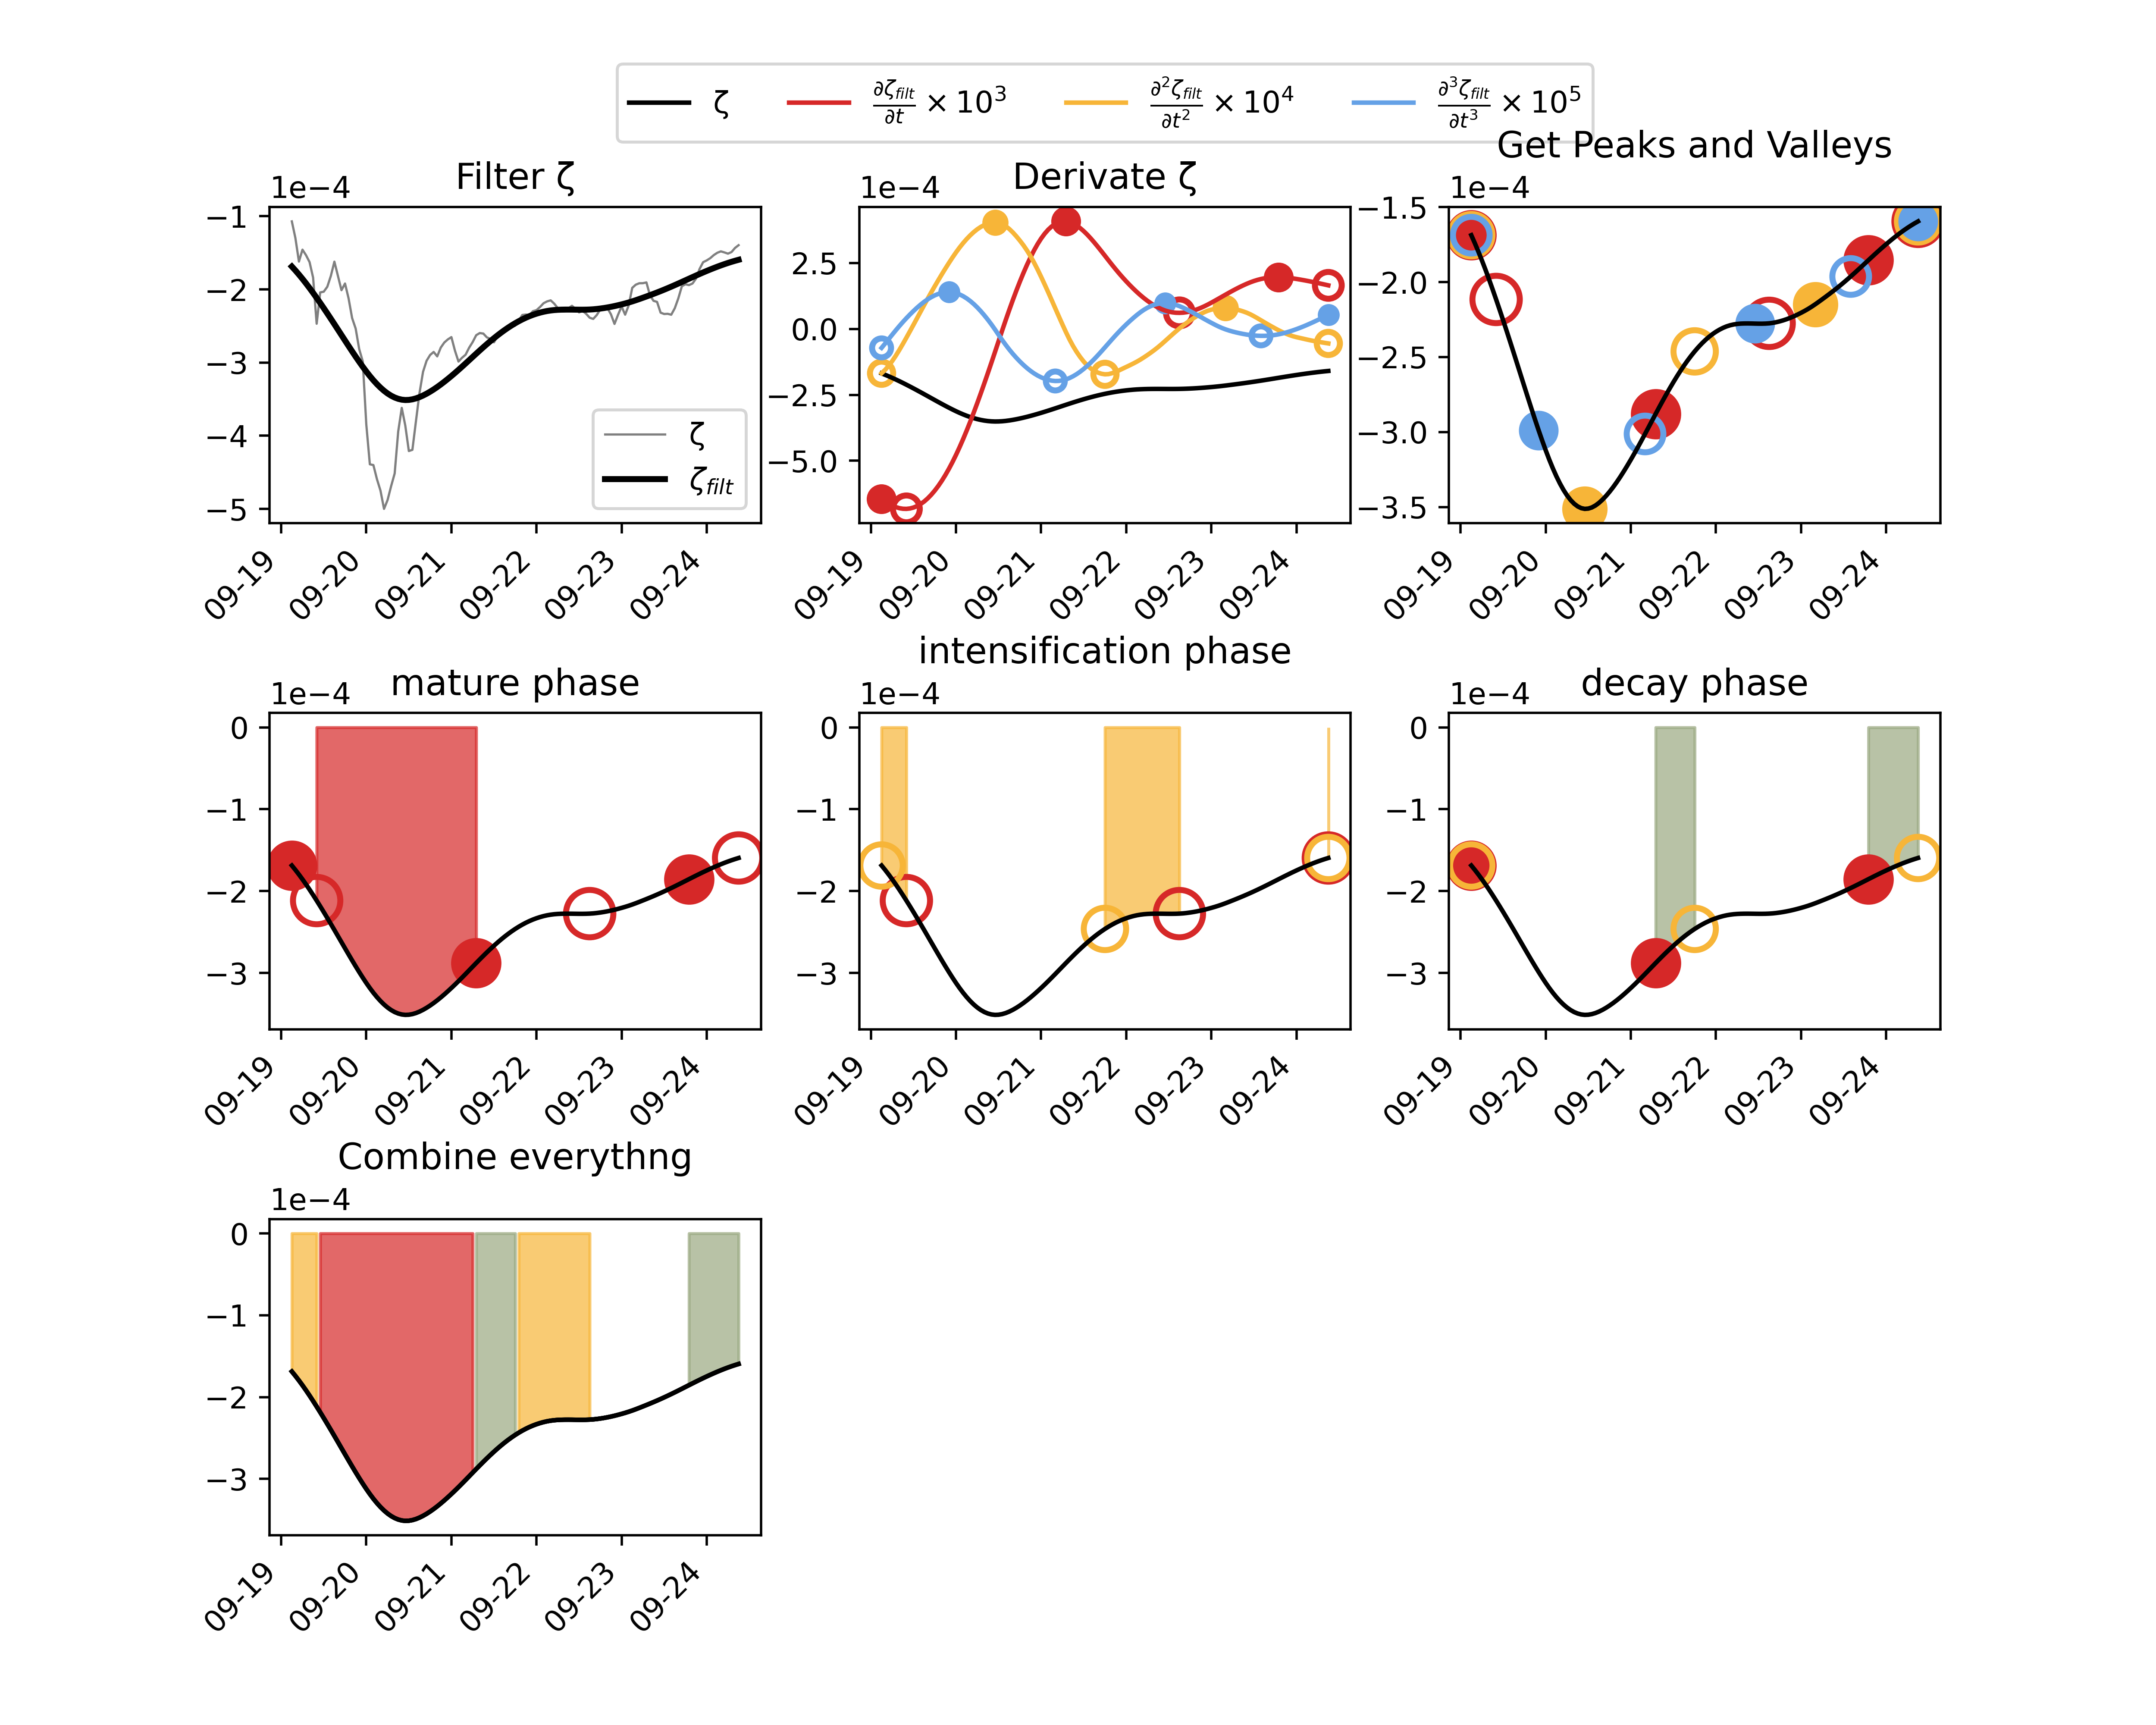 ζ ∂ζ_filt/∂t × 10³ ∂²ζ_filt/∂t² × 10⁴ ∂³ζ_filt/∂t³ × 10⁵
Filter ζ
1e−4
−1
−2
−3
−4
−5
ζ
ζ_filt
09-19 09-20 09-21 09-22 09-23 09-24
Derivate ζ
1e−4
2.5
0.0
−2.5
−5.0
09-19 09-20 09-21 09-22 09-23 09-24
Get Peaks and Valleys
1e−4
−1.5
−2.0
−2.5
−3.0
−3.5
09-19 09-20 09-21 09-22 09-23 09-24
mature phase
1e−4
0
−1
−2
−3
09-19 09-20 09-21 09-22 09-23 09-24
intensification phase
1e−4
0
−1
−2
−3
09-19 09-20 09-21 09-22 09-23 09-24
decay phase
1e−4
0
−1
−2
−3
09-19 09-20 09-21 09-22 09-23 09-24
Combine everythng
1e−4
0
−1
−2
−3
09-19 09-20 09-21 09-22 09-23 09-24